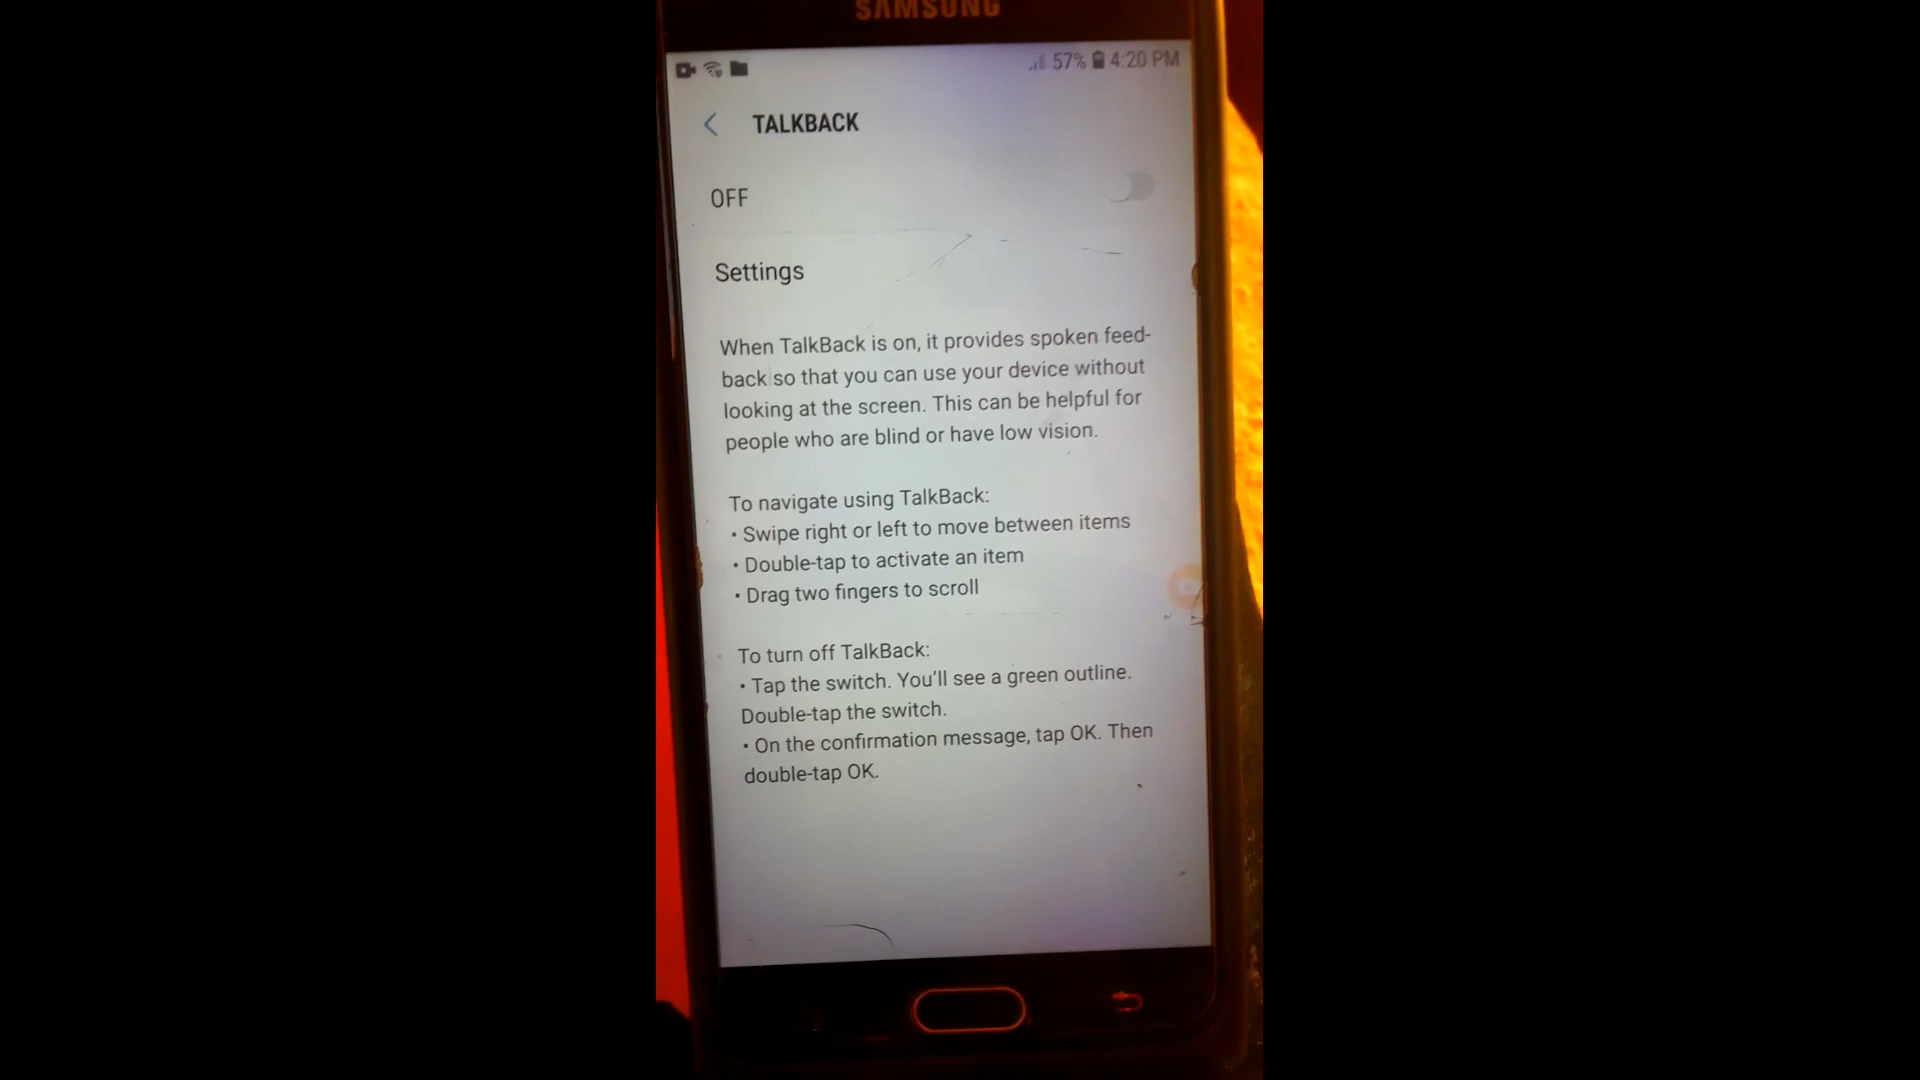 SAMSUNG
57% 4:20 PM
TALKBACK
OFF
Settings
When TalkBack is on, it provides spoken feed-
back so that you can use your device without
looking at the screen. This can be helpful for
people who are blind or have low vision.
To navigate using TalkBack:
• Swipe right or left to move between items
• Double-tap to activate an item
• Drag two fingers to scroll
To turn off TalkBack:
• Tap the switch. You'll see a green outline.
Double-tap the switch.
• On the confirmation message, tap OK. Then
double-tap OK.